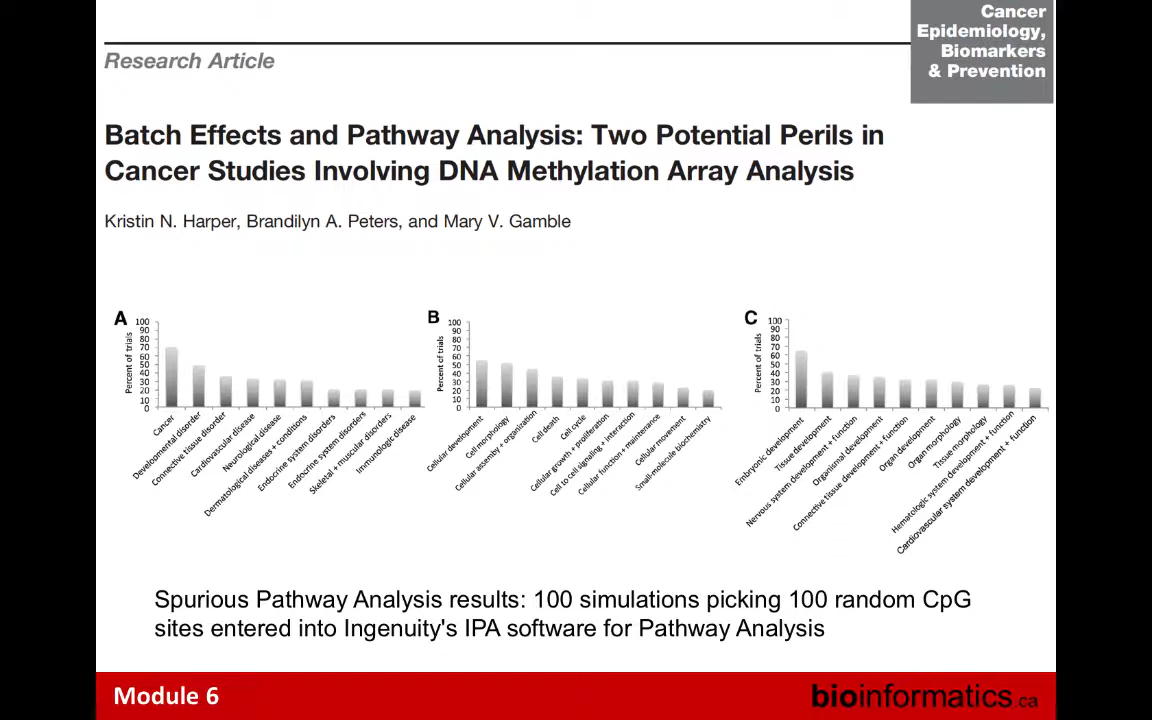 Cancer
Epidemiology,
Biomarkers
& Prevention
Research Article
Batch Effects and Pathway Analysis: Two Potential Perils in
Cancer Studies Involving DNA Methylation Array Analysis
Kristin N. Harper, Brandilyn A. Peters, and Mary V. Gamble
A
Percent of trials
100
90
80
70
60
50
40
30
20
10
0
Cancer
Developmental disorder
Connective tissue disorder
Cardiovascular disease
Neurological disease
Dermatological diseases + conditions
Endocrine system disorders
Endocrine system disorders
Skeletal + muscular disorders
Immunologic disease
B
Percent of trials
100
90
80
70
60
50
40
30
20
10
0
Cellular development
Cell morphology
Cellular assembly + organization
Cell death
Cell cycle
Cellular growth + proliferation
Cell to cell signaling + interaction
Cellular function + maintenance
Cellular movement
Small-molecule biochemistry
C
Percent of trials
100
90
80
70
60
50
40
30
20
10
0
Embryonic development
Tissue development
Nervous system development + function
Organismal development
Connective tissue development + function
Organ development
Organ morphology
Tissue morphology
Hematologic system development + function
Cardiovascular system development + function
Spurious Pathway Analysis results: 100 simulations picking 100 random CpG
sites entered into Ingenuity's IPA software for Pathway Analysis
Module 6
bioinformatics.ca